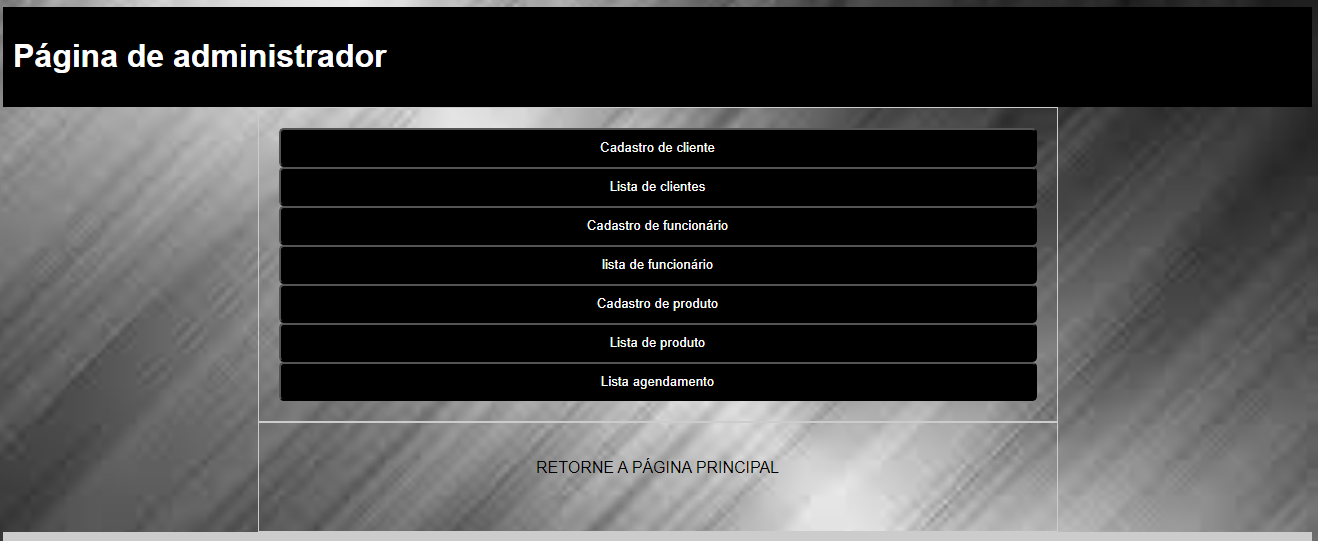 Página de administrador
Cadastro de cliente
Lista de clientes
Cadastro de funcionário
lista de funcionário
Cadastro de produto
Lista de produto
Lista agendamento
RETORNE A PÁGINA PRINCIPAL